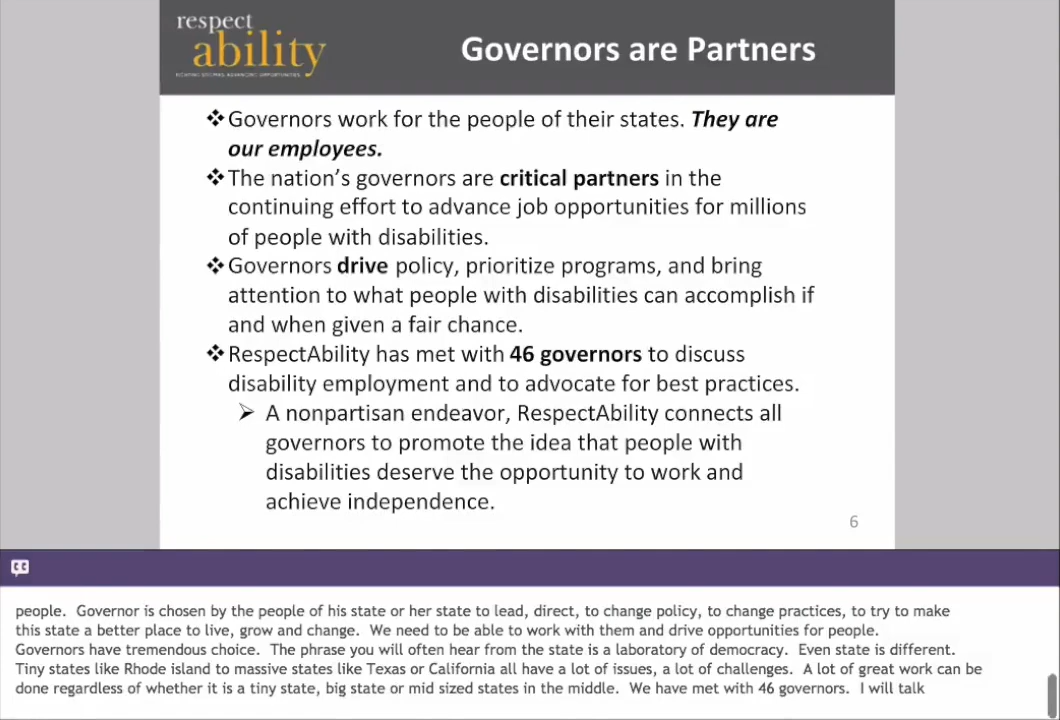 respect
ability
Governors are Partners
❖Governors work for the people of their states. They are
our employees.
❖The nation's governors are critical partners in the
continuing effort to advance job opportunities for millions
of people with disabilities.
❖Governors drive policy, prioritize programs, and bring
attention to what people with disabilities can accomplish if
and when given a fair chance.
❖RespectAbility has met with 46 governors to discuss
disability employment and to advocate for best practices.
➢ A nonpartisan endeavor, RespectAbility connects all
governors to promote the idea that people with
disabilities deserve the opportunity to work and
achieve independence.
6
cc
people. Governor is chosen by the people of his state or her state to lead, direct, to change policy, to change practices, to try to make
this state a better place to live, grow and change. We need to be able to work with them and drive opportunities for people.
Governors have tremendous choice. The phrase you will often hear from the state is a laboratory of democracy. Even state is different.
Tiny states like Rhode island to massive states like Texas or California all have a lot of issues, a lot of challenges. A lot of great work can be
done regardless of whether it is a tiny state, big state or mid sized states in the middle. We have met with 46 governors. I will talk